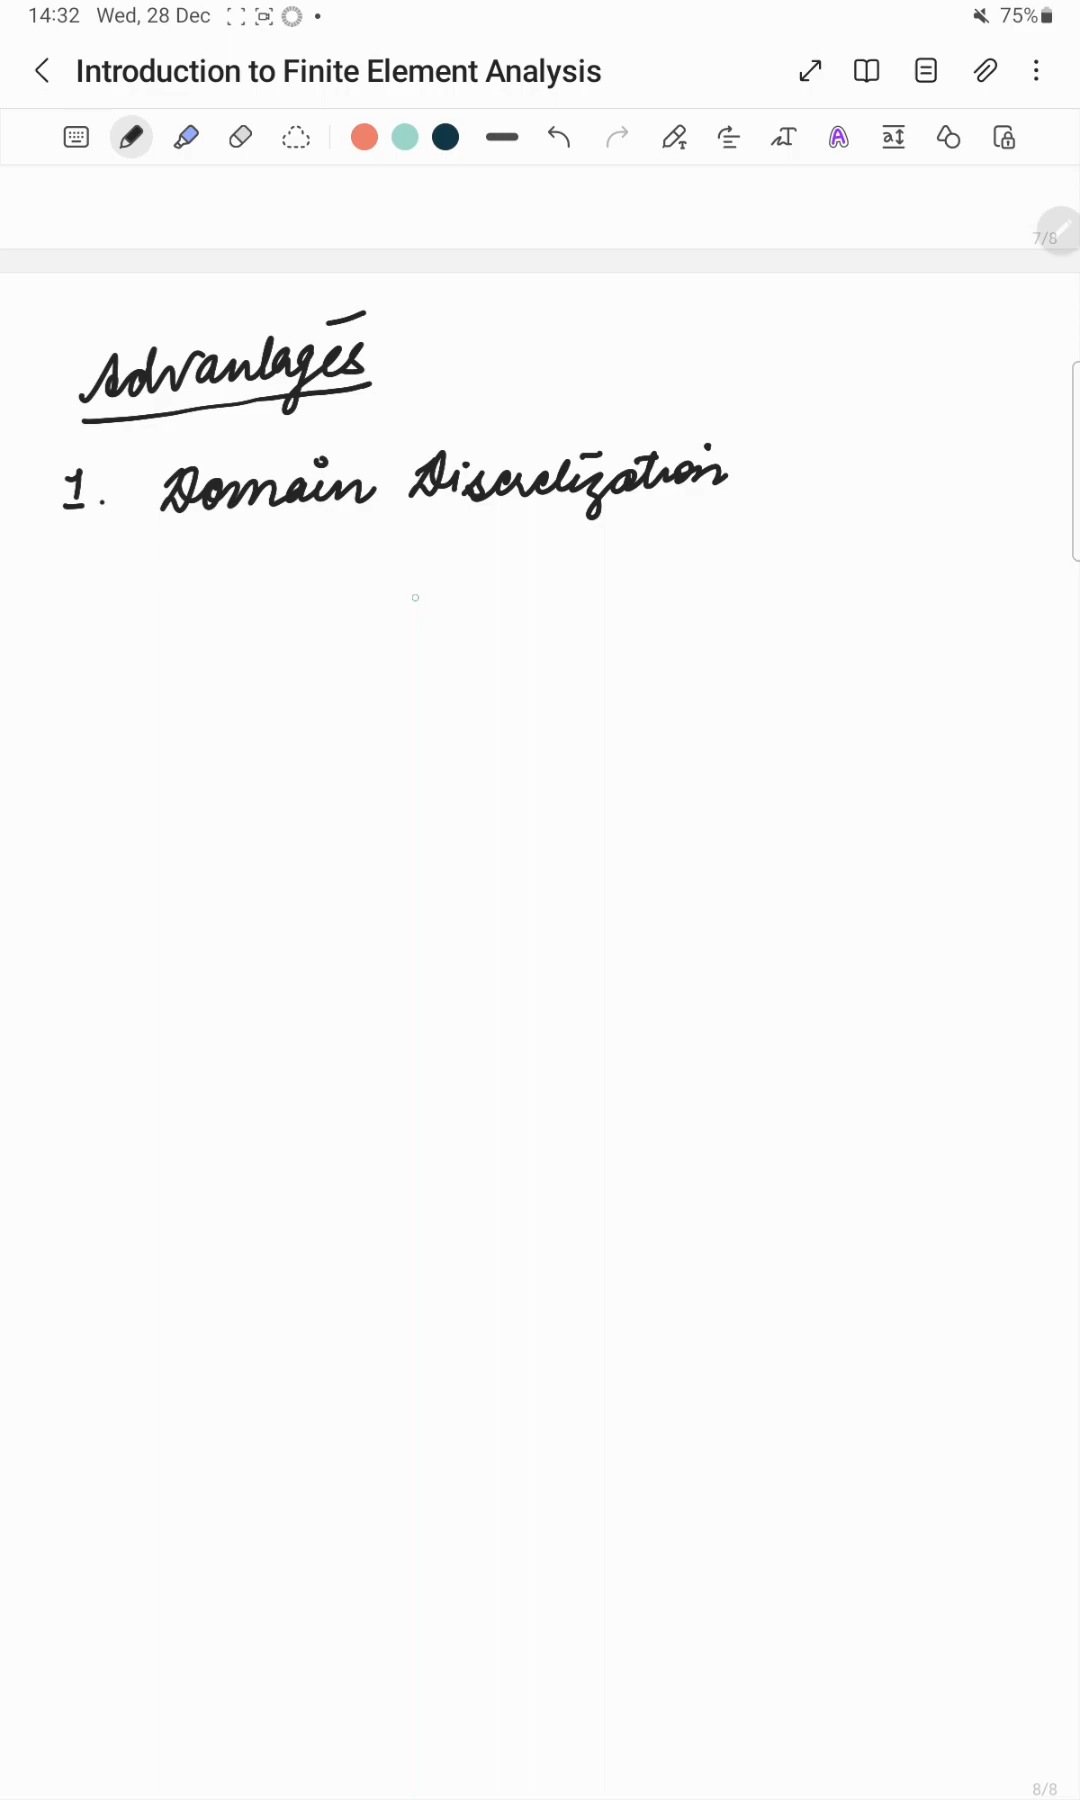 14:32 Wed, 28 Dec 75%
Introduction to Finite Element Analysis
7/8
Advantages
1. Domain Discretization
8/8